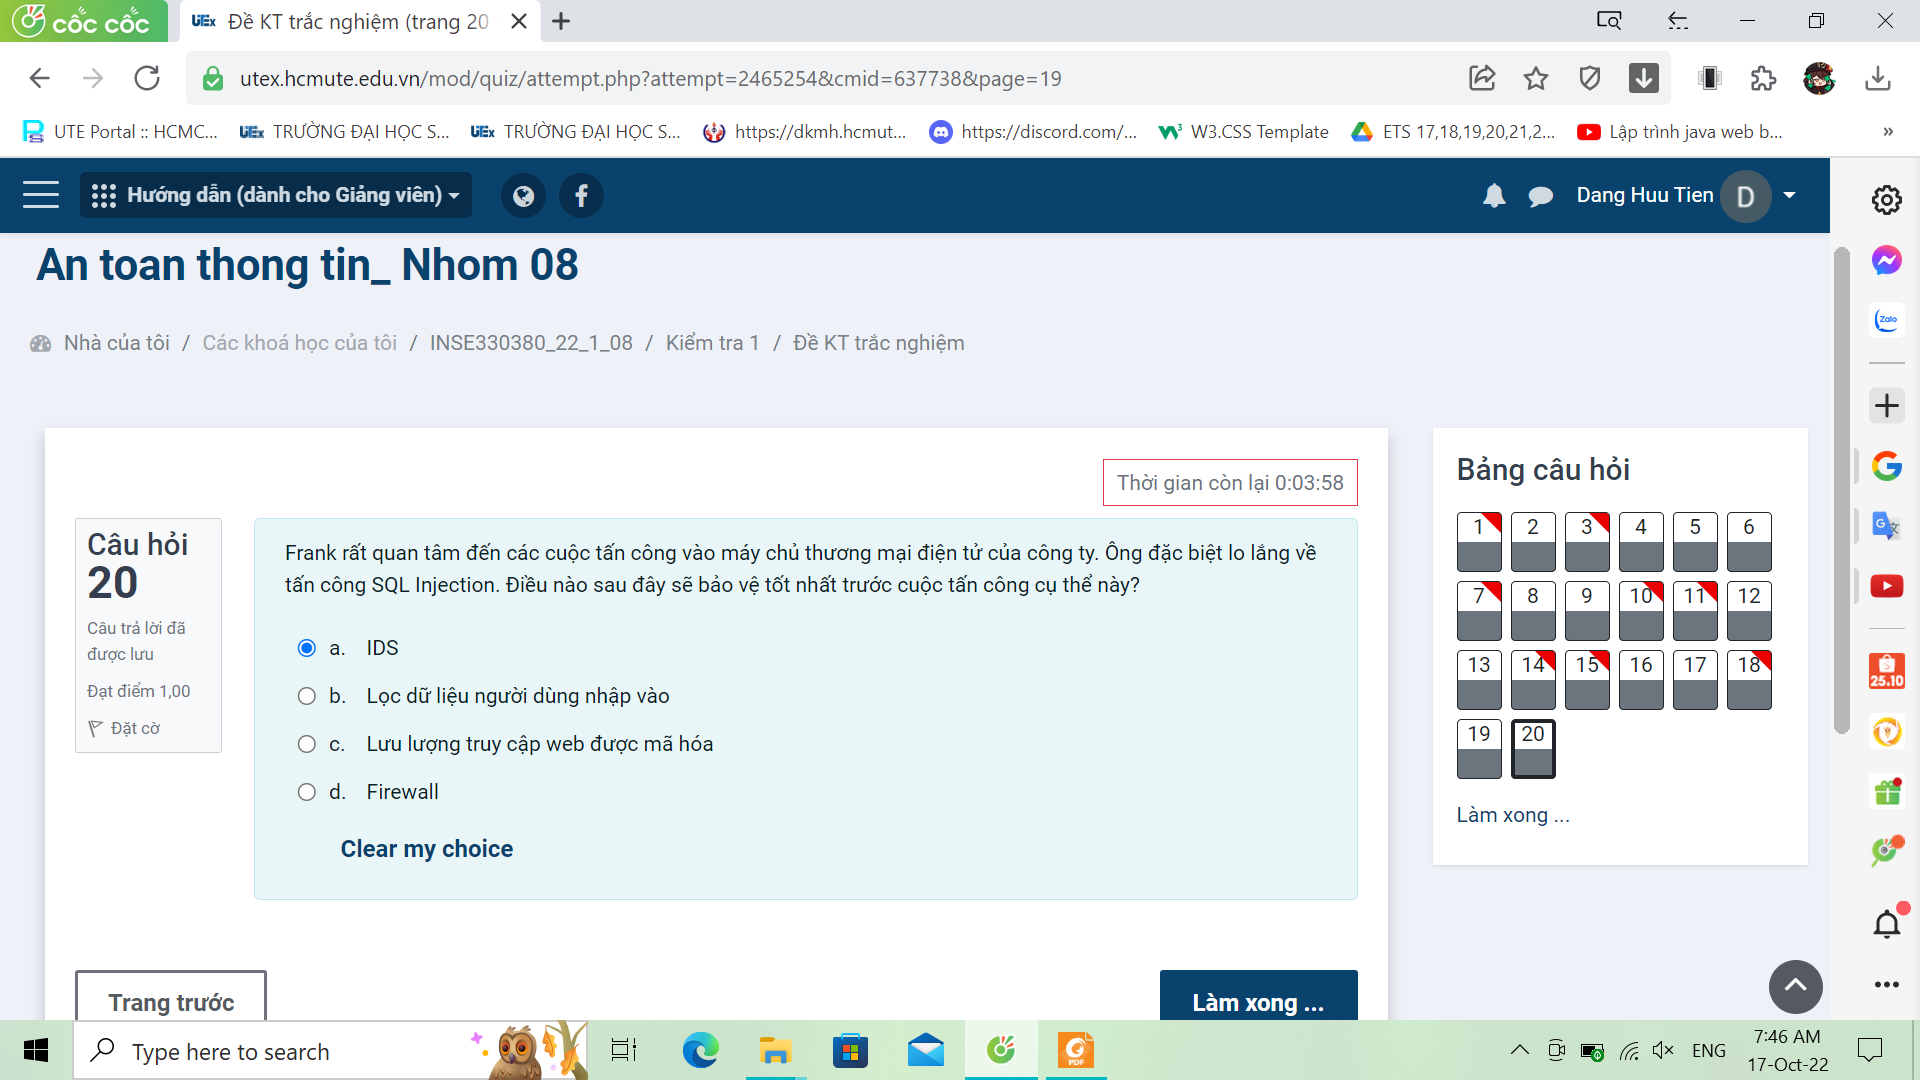 cốc cốc
UTEx Đề KT trắc nghiệm (trang 20
utex.hcmute.edu.vn/mod/quiz/attempt.php?attempt=2465254&cmid=637738&page=19
UTE Portal :: HCMC...
UTEx TRƯỜNG ĐẠI HỌC S...
UTEx TRƯỜNG ĐẠI HỌC S...
https://dkmh.hcmut...
https://discord.com/...
W3.CSS Template
ETS 17,18,19,20,21,2...
Lập trình java web b...
»
Hướng dẫn (dành cho Giảng viên)
Dang Huu Tien
D
An toan thong tin_ Nhom 08
Nhà của tôi / Các khoá học của tôi / INSE330380_22_1_08 / Kiểm tra 1 / Đề KT trắc nghiệm
Thời gian còn lại 0:03:58
Câu hỏi
20
Câu trả lời đã
được lưu
Đạt điểm 1,00
Đặt cờ
Frank rất quan tâm đến các cuộc tấn công vào máy chủ thương mại điện tử của công ty. Ông đặc biệt lo lắng về
tấn công SQL Injection. Điều nào sau đây sẽ bảo vệ tốt nhất trước cuộc tấn công cụ thể này?
a. IDS
b. Lọc dữ liệu người dùng nhập vào
c. Lưu lượng truy cập web được mã hóa
d. Firewall
Clear my choice
Trang trước
Làm xong ...
Bảng câu hỏi
1 2 3 4 5 6
7 8 9 10 11 12
13 14 15 16 17 18
19 20
Làm xong ...
Zalo
25.10
Type here to search
PDF
ENG
7:46 AM
17-Oct-22